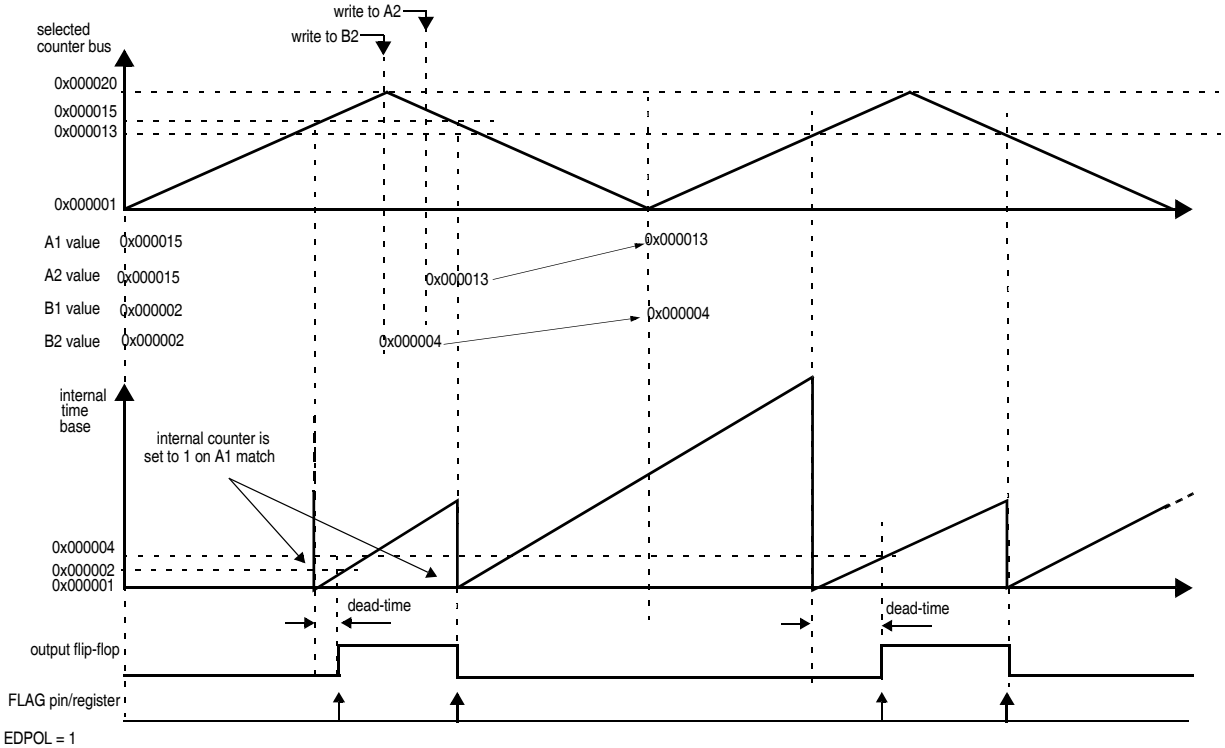 write to A2
write to B2
selected
counter bus
0x000020
0x000015
0x000013
0x000001
A1 value 0x000015 0x000013
A2 value 0x000015 0x000013
B1 value 0x000002 0x000004
B2 value 0x000002 0x000004
internal
time
base
internal counter is
set to 1 on A1 match
0x000004
0x000002
0x000001
dead-time dead-time
output flip-flop
FLAG pin/register
EDPOL = 1